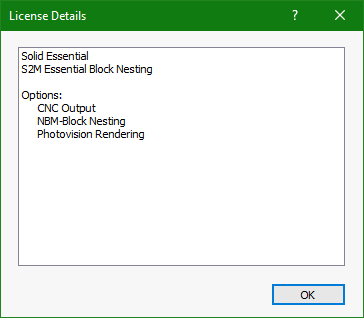 License Details
?
Solid Essential
S2M Essential Block Nesting
Options:
CNC Output
NBM-Block Nesting
Photovision Rendering
OK